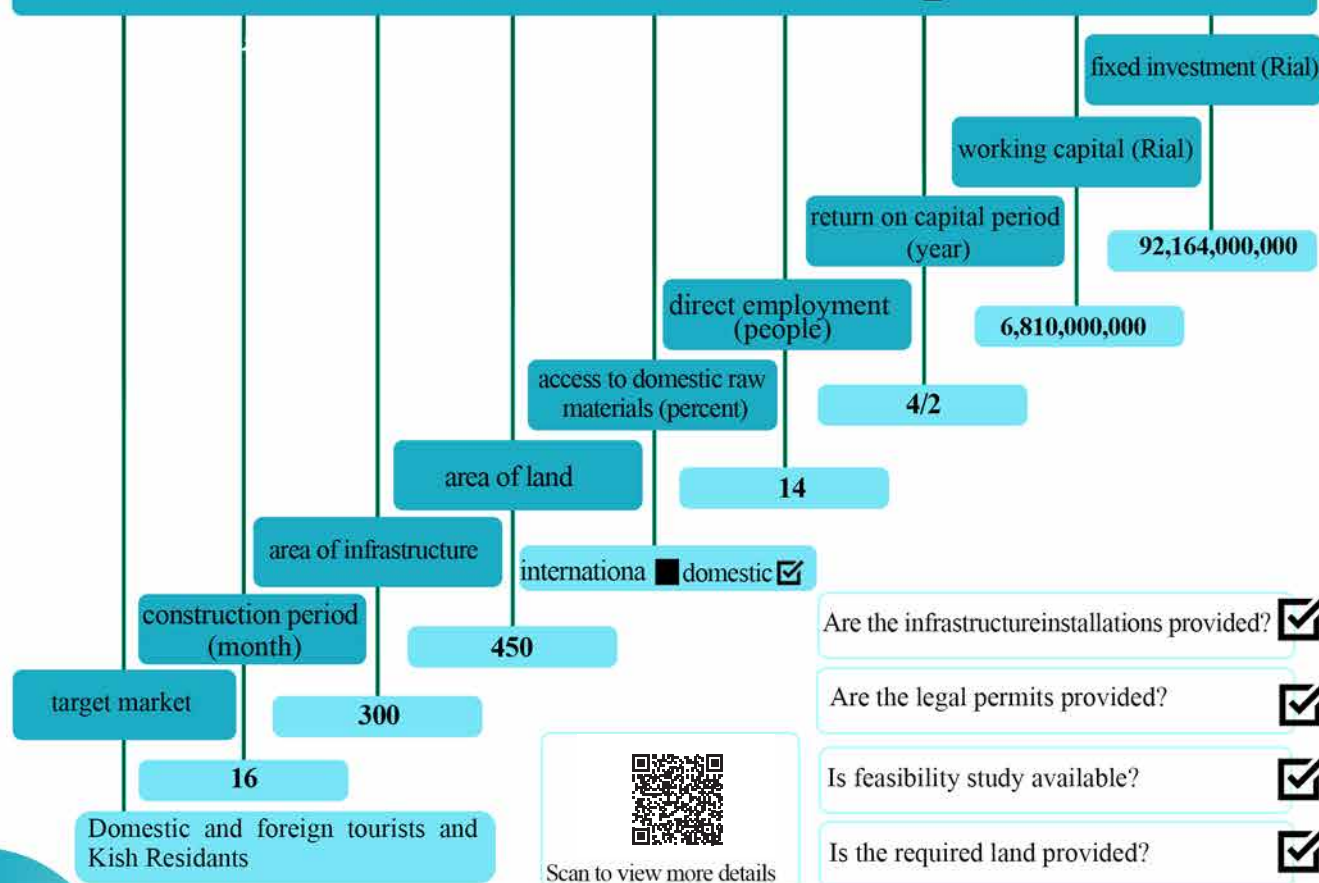 fixed investment (Rial)
working capital (Rial)
return on capital period
(year)
92,164,000,000
direct employment
(people)
6,810,000,000
access to domestic raw
materials (percent)
4/2
area of land
14
area of infrastructure
internationa domestic
construction period
(month)
450
target market
300
16
Domestic and foreign tourists and
Kish Residants
Are the infrastructureinstallations provided?
Are the legal permits provided?
Is feasibility study available?
Is the required land provided?
Scan to view more details